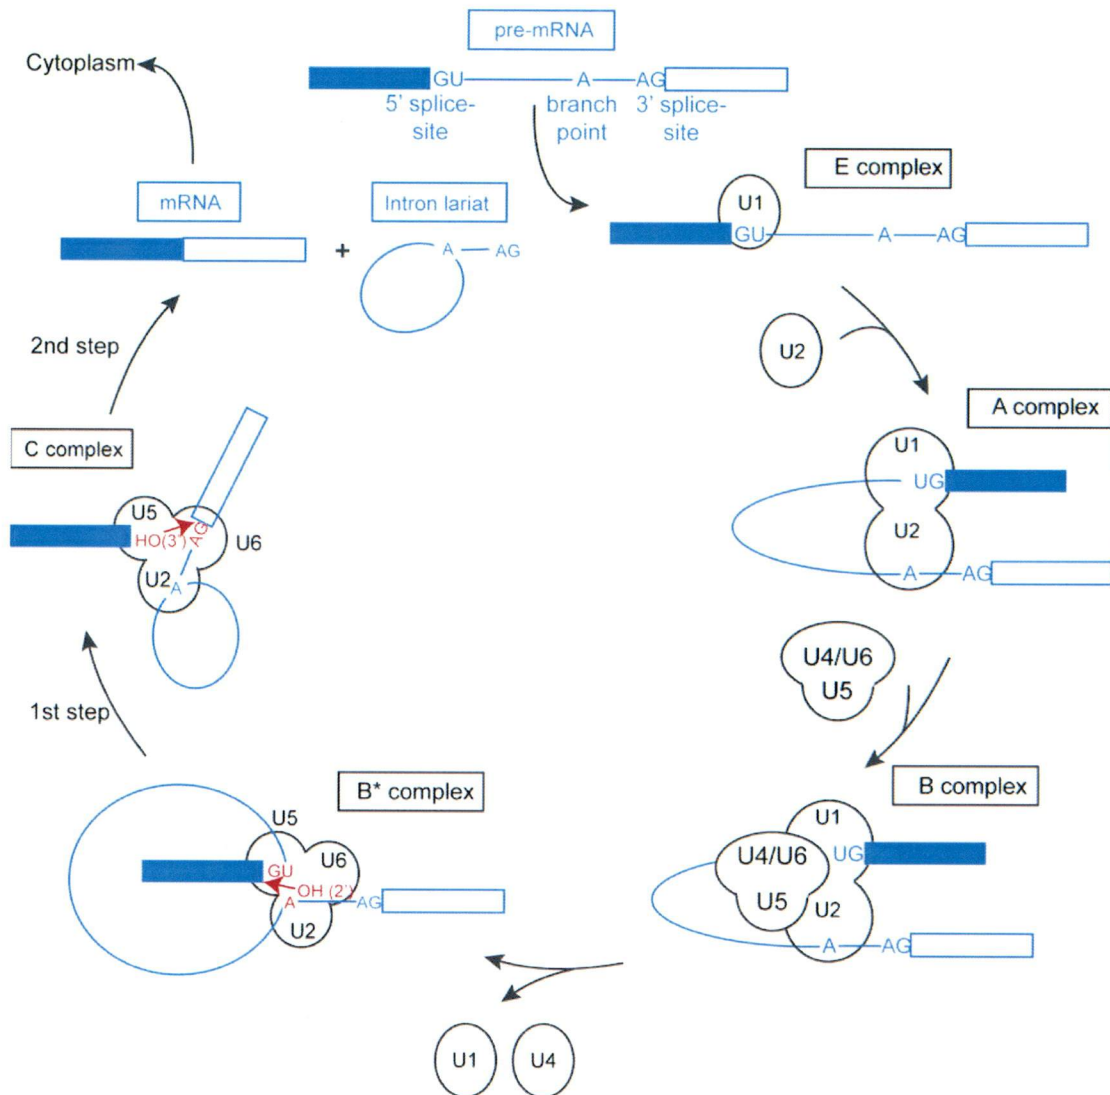 pre-mRNA
Cytoplasm
GU A AG
5' splice-
site
branch
point
3' splice-
site
E complex
mRNA
Intron lariat
U1
GU A AG
+
A AG
2nd step
U2
A complex
C complex
U1
UG
U5
HO(3') AG
U6
U2
U2 A
A AG
U4/U6
U5
1st step
B* complex
B complex
U5
U1
U6
U4/U6
UG
GU
OH (2')
A AG
U5
U2
U2
A AG
U1
U4